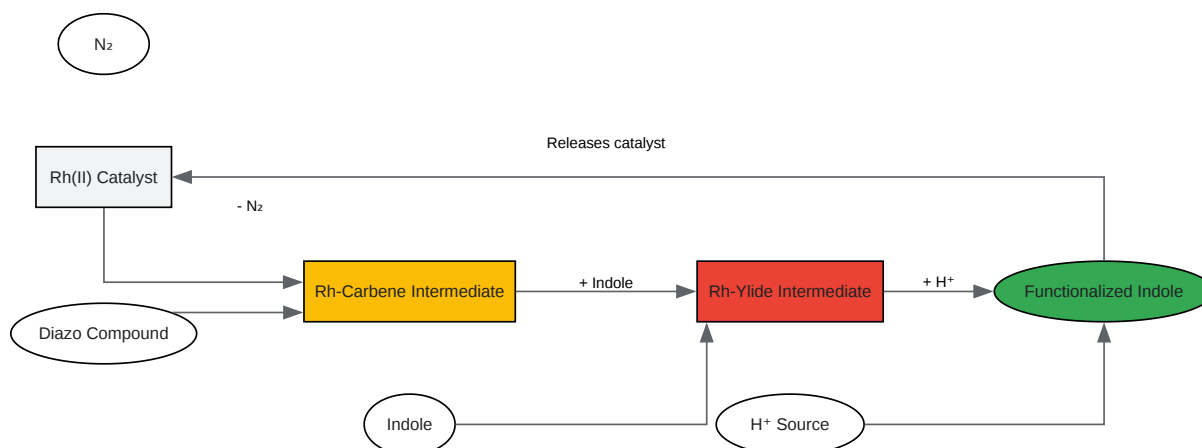 N₂
Releases catalyst
Rh(II) Catalyst
- N₂
+ Indole
+ H⁺
Rh-Carbene Intermediate
Rh-Ylide Intermediate
Functionalized Indole
Diazo Compound
Indole
H⁺ Source